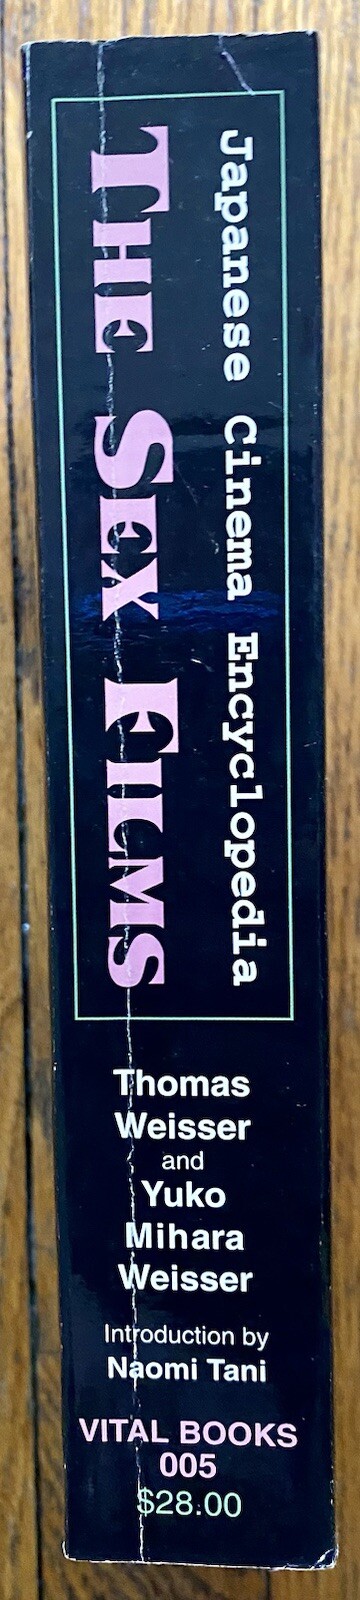 Japanese Cinema Encyclopedia
THE SEX FILMS
Thomas
Weisser
and
Yuko
Mihara
Weisser
Introduction by
Naomi Tani
VITAL BOOKS
005
$28.00